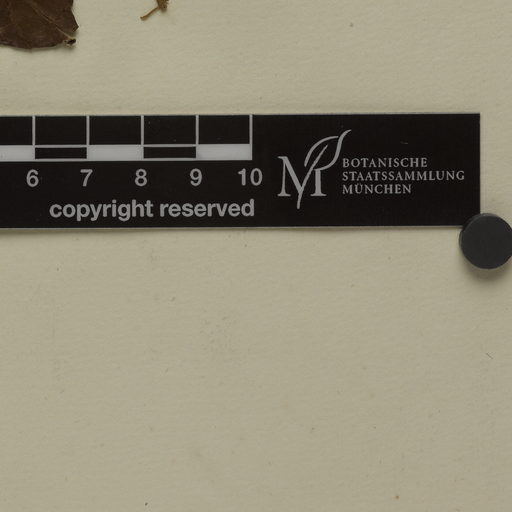 6 7 8 9 10
copyright reserved
M
BOTANISCHE
STAATSSAMMLUNG
MÜNCHEN